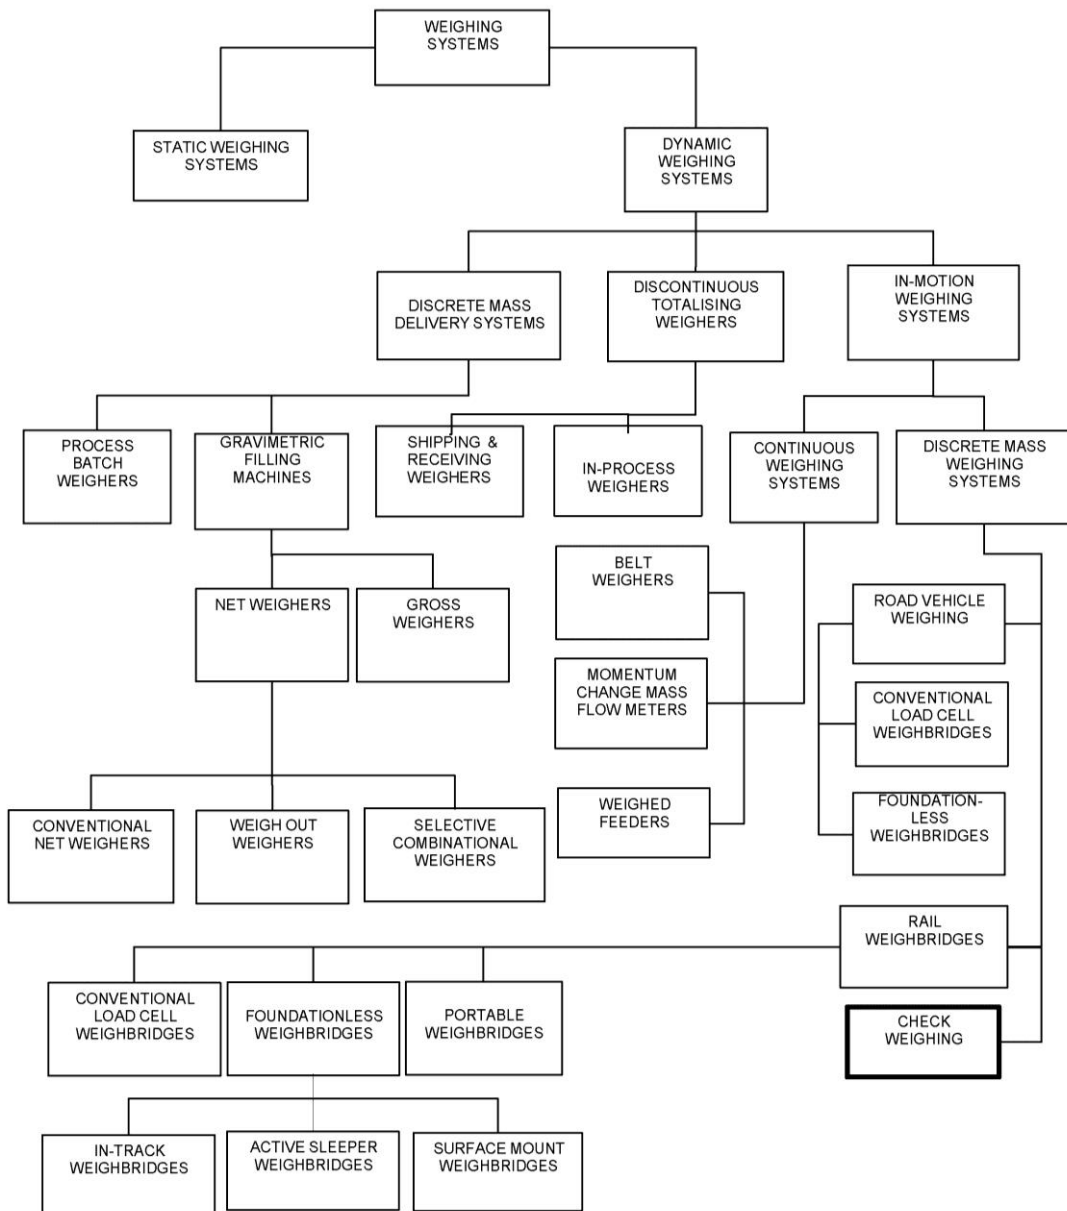 WEIGHING
SYSTEMS
STATIC WEIGHING
SYSTEMS
DYNAMIC
WEIGHING
SYSTEMS
DISCRETE MASS
DELIVERY SYSTEMS
DISCONTINUOUS
TOTALISING
WEIGHERS
IN-MOTION
WEIGHING
SYSTEMS
PROCESS
BATCH
WEIGHERS
GRAVIMETRIC
FILLING
MACHINES
SHIPPING &
RECEIVING
WEIGHERS
IN-PROCESS
WEIGHERS
CONTINUOUS
WEIGHING
SYSTEMS
DISCRETE MASS
WEIGHING
SYSTEMS
NET WEIGHERS
GROSS
WEIGHERS
BELT
WEIGHERS
ROAD VEHICLE
WEIGHING
MOMENTUM
CHANGE MASS
FLOW METERS
CONVENTIONAL
LOAD CELL
WEIGHBRIDGES
CONVENTIONAL
NET WEIGHERS
WEIGH OUT
WEIGHERS
SELECTIVE
COMBINATIONAL
WEIGHERS
WEIGHED
FEEDERS
FOUNDATION-
LESS
WEIGHBRIDGES
RAIL
WEIGHBRIDGES
CONVENTIONAL
LOAD CELL
WEIGHBRIDGES
FOUNDATIONLESS
WEIGHBRIDGES
PORTABLE
WEIGHBRIDGES
CHECK
WEIGHING
IN-TRACK
WEIGHBRIDGES
ACTIVE SLEEPER
WEIGHBRIDGES
SURFACE MOUNT
WEIGHBRIDGES